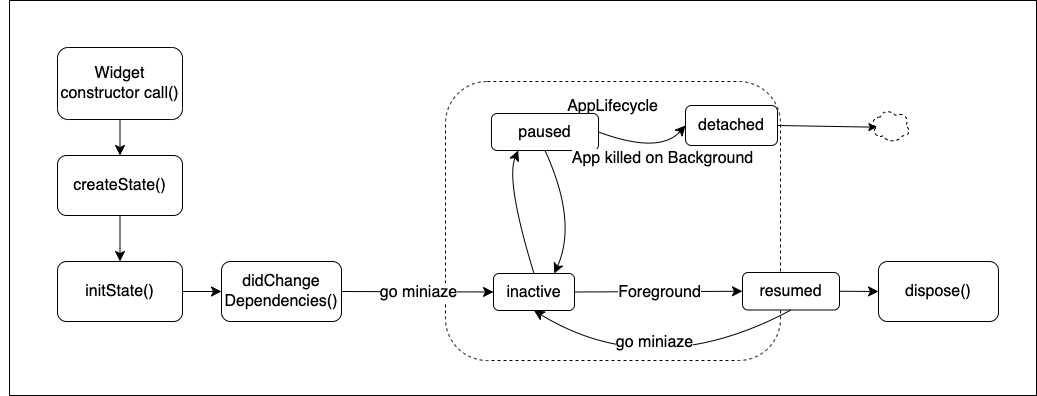 Widget
constructor call()
createState()
initState()
didChange
Dependencies()
go miniaze
AppLifecycle
paused
detached
App killed on Background
inactive
Foreground
resumed
dispose()
go miniaze